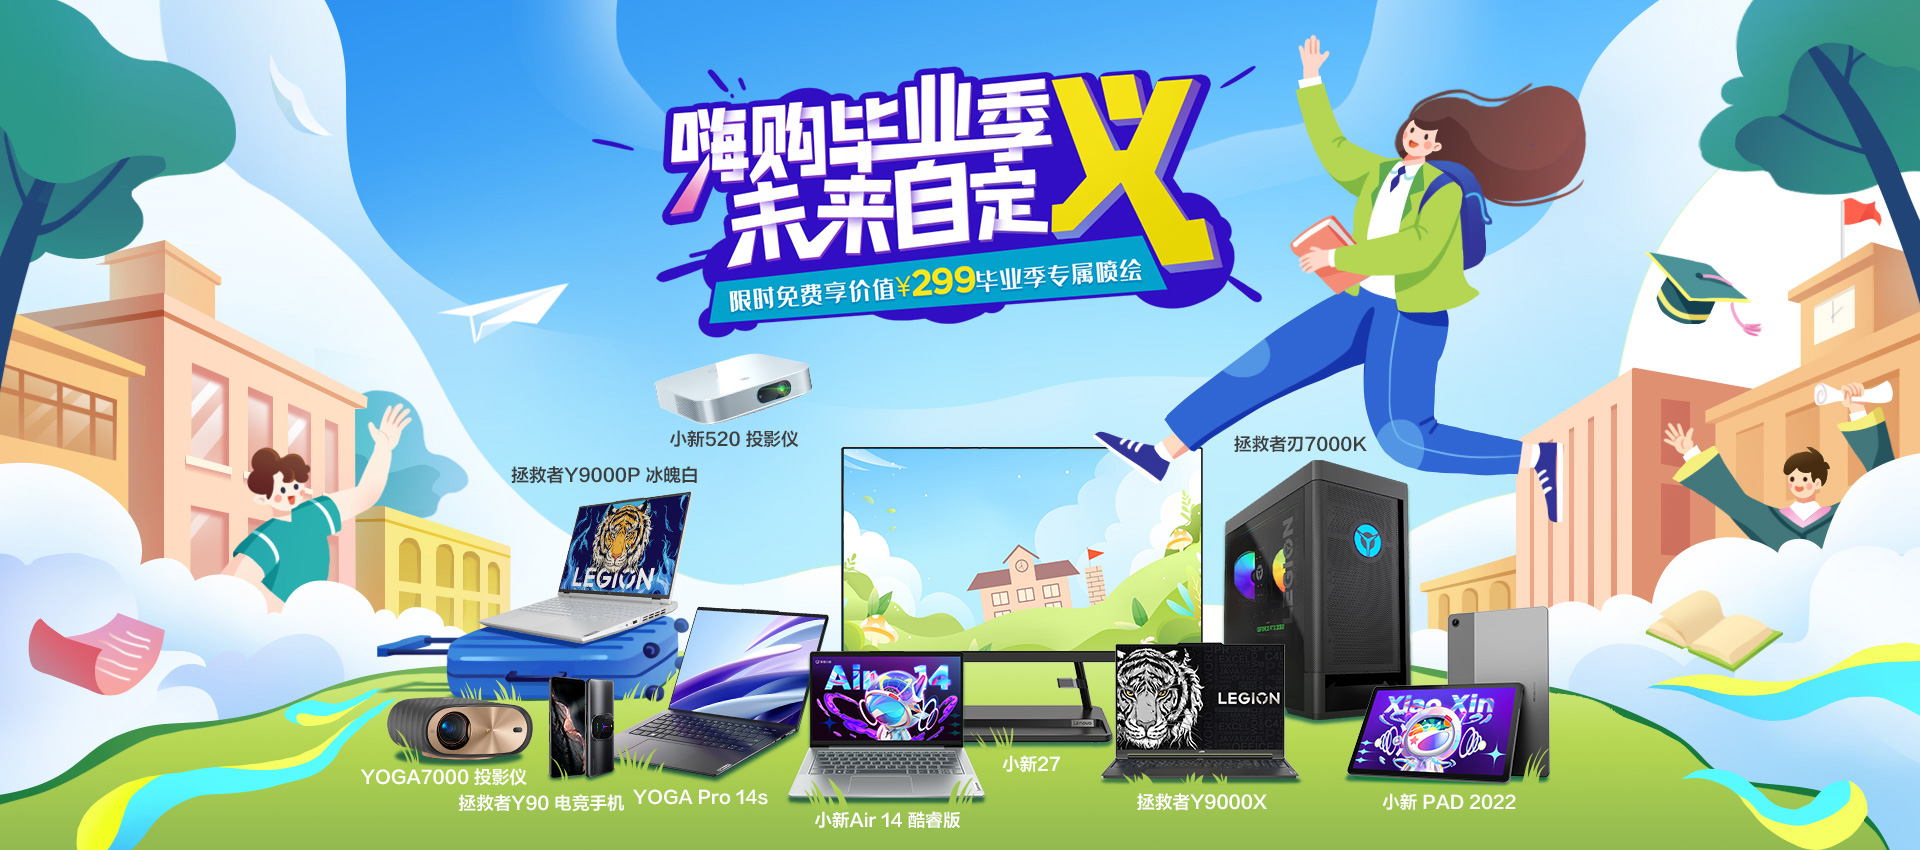 嗨购毕业季
未来自定X
限时免费享价值¥299毕业季专属喷绘
小新520 投影仪
拯救者刃7000K
拯救者Y9000P 冰魄白
LEGION
LEGION
Air 14
Lenovo
LEGION
Xiao Xin
小新27
YOGA7000 投影仪
拯救者Y90 电竞手机
YOGA Pro 14s
小新Air 14 酷睿版
拯救者Y9000X
小新 PAD 2022